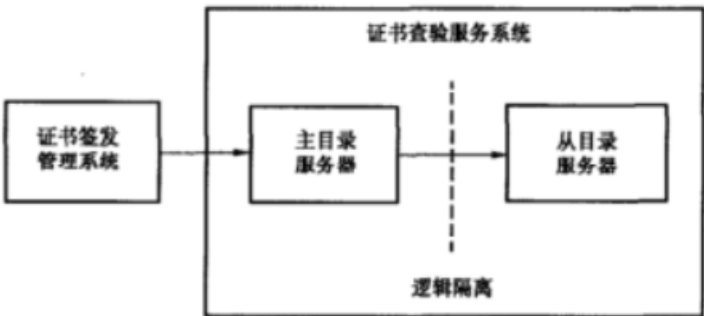 证书查验服务系统
证书签发
管理系统
主目录
服务器
从目录
服务器
逻辑隔离